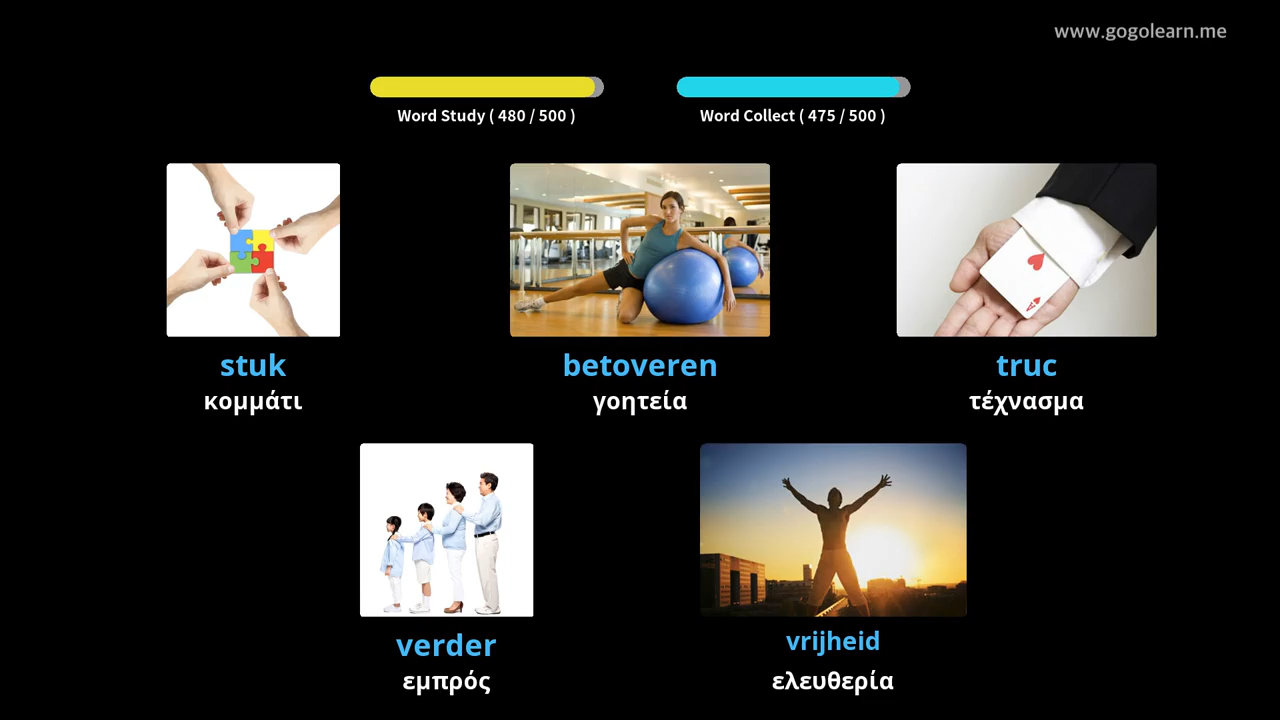 www.gogolearn.me
Word Study ( 480 / 500 )
Word Collect ( 475 / 500 )
stuk
κομμάτι
betoveren
γοητεία
truc
τέχνασμα
verder
εμπρός
vrijheid
ελευθερία